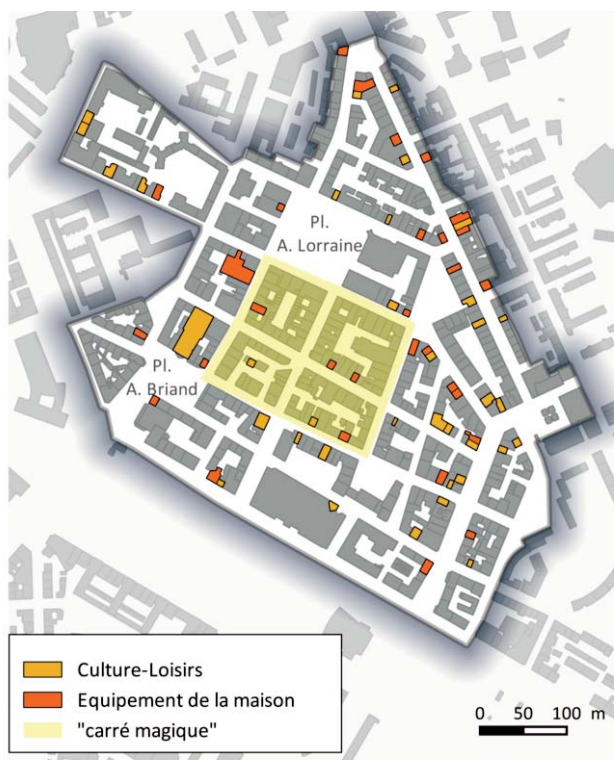 Pl.
A. Lorraine
Pl.
A. Briand
Culture-Loisirs
Equipement de la maison
"carré magique"
0 50 100 m